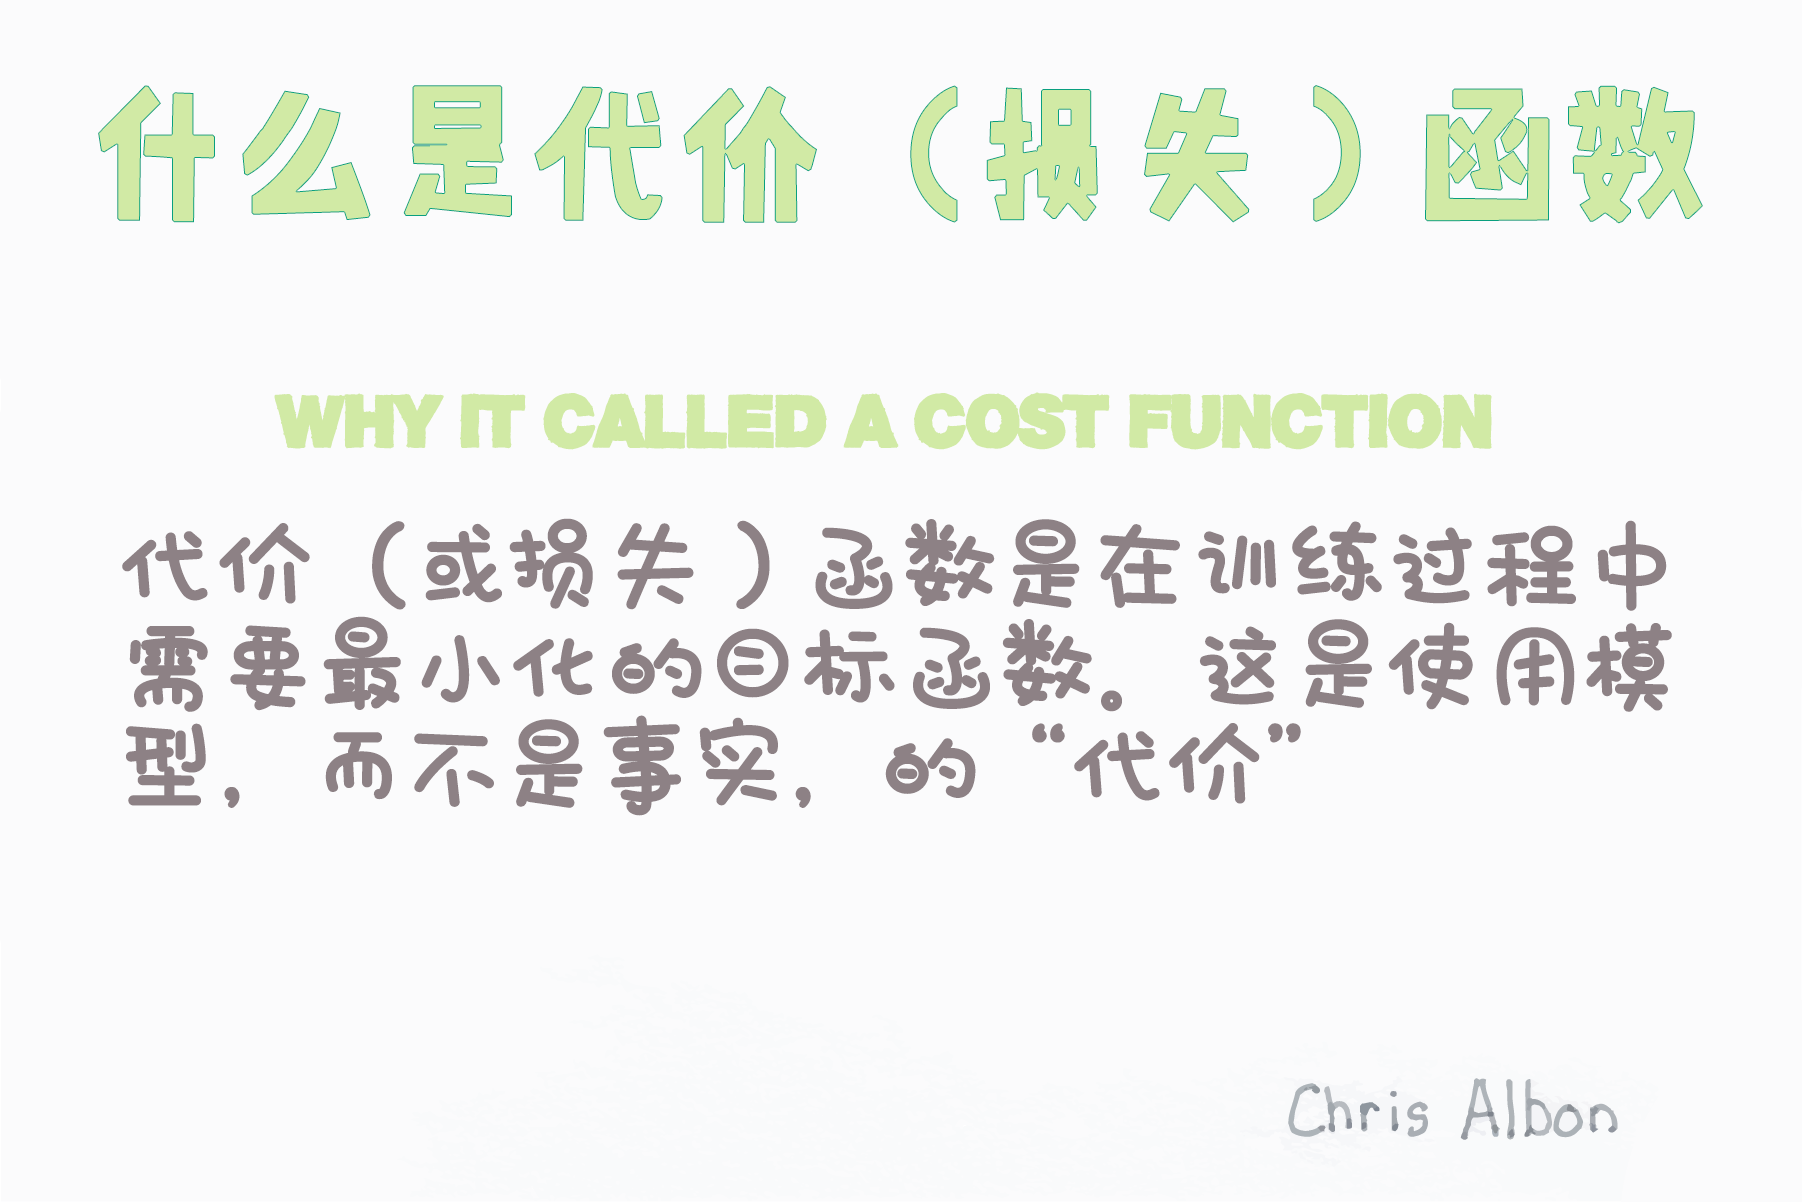 什么是代价（损失）函数
WHY IT CALLED A COST FUNCTION
代价（或损失）函数是在训练过程中
需要最小化的目标函数。这是使用模
型，而不是事实，的“代价”
Chris Albon